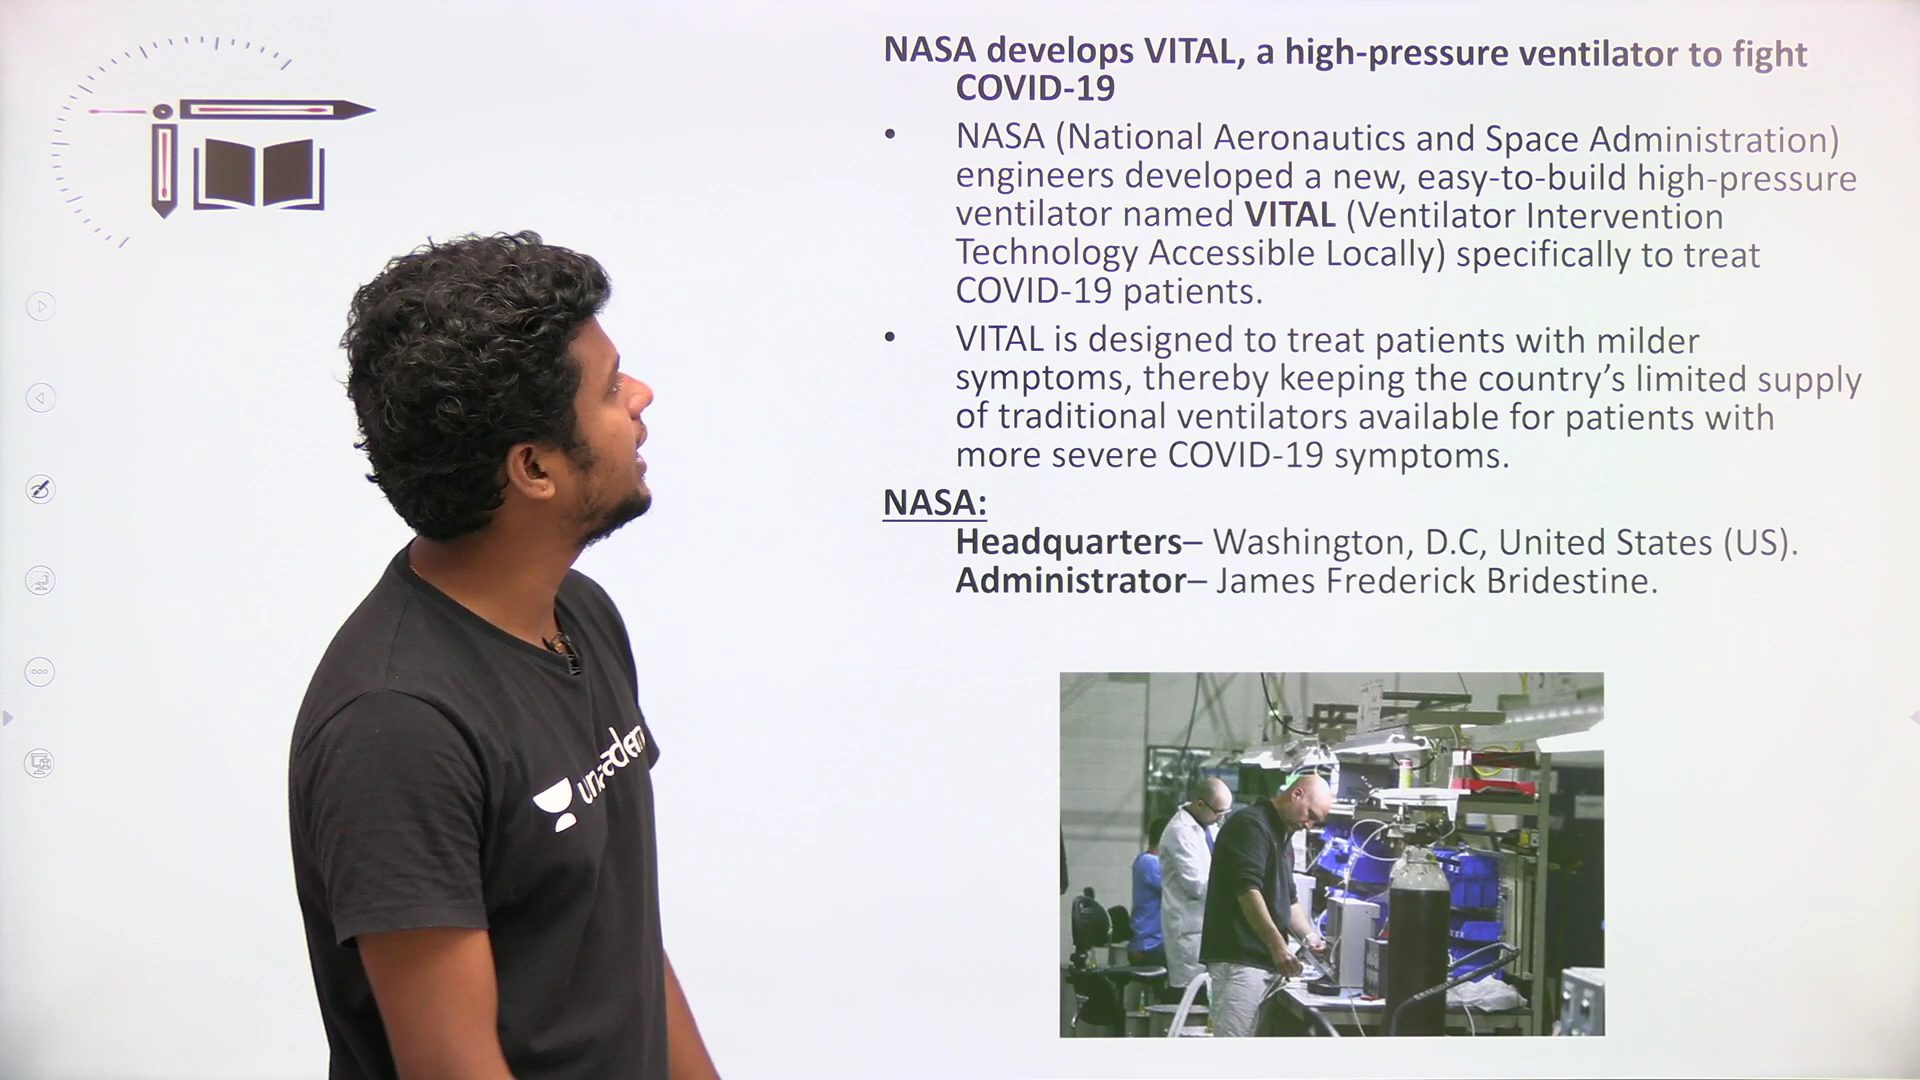 NASA develops VITAL, a high-pressure ventilator to fight
COVID-19
• NASA (National Aeronautics and Space Administration)
engineers developed a new, easy-to-build high-pressure
ventilator named VITAL (Ventilator Intervention
Technology Accessible Locally) specifically to treat
COVID-19 patients.
• VITAL is designed to treat patients with milder
symptoms, thereby keeping the country’s limited supply
of traditional ventilators available for patients with
more severe COVID-19 symptoms.
NASA:
Headquarters– Washington, D.C, United States (US).
Administrator– James Frederick Bridestine.